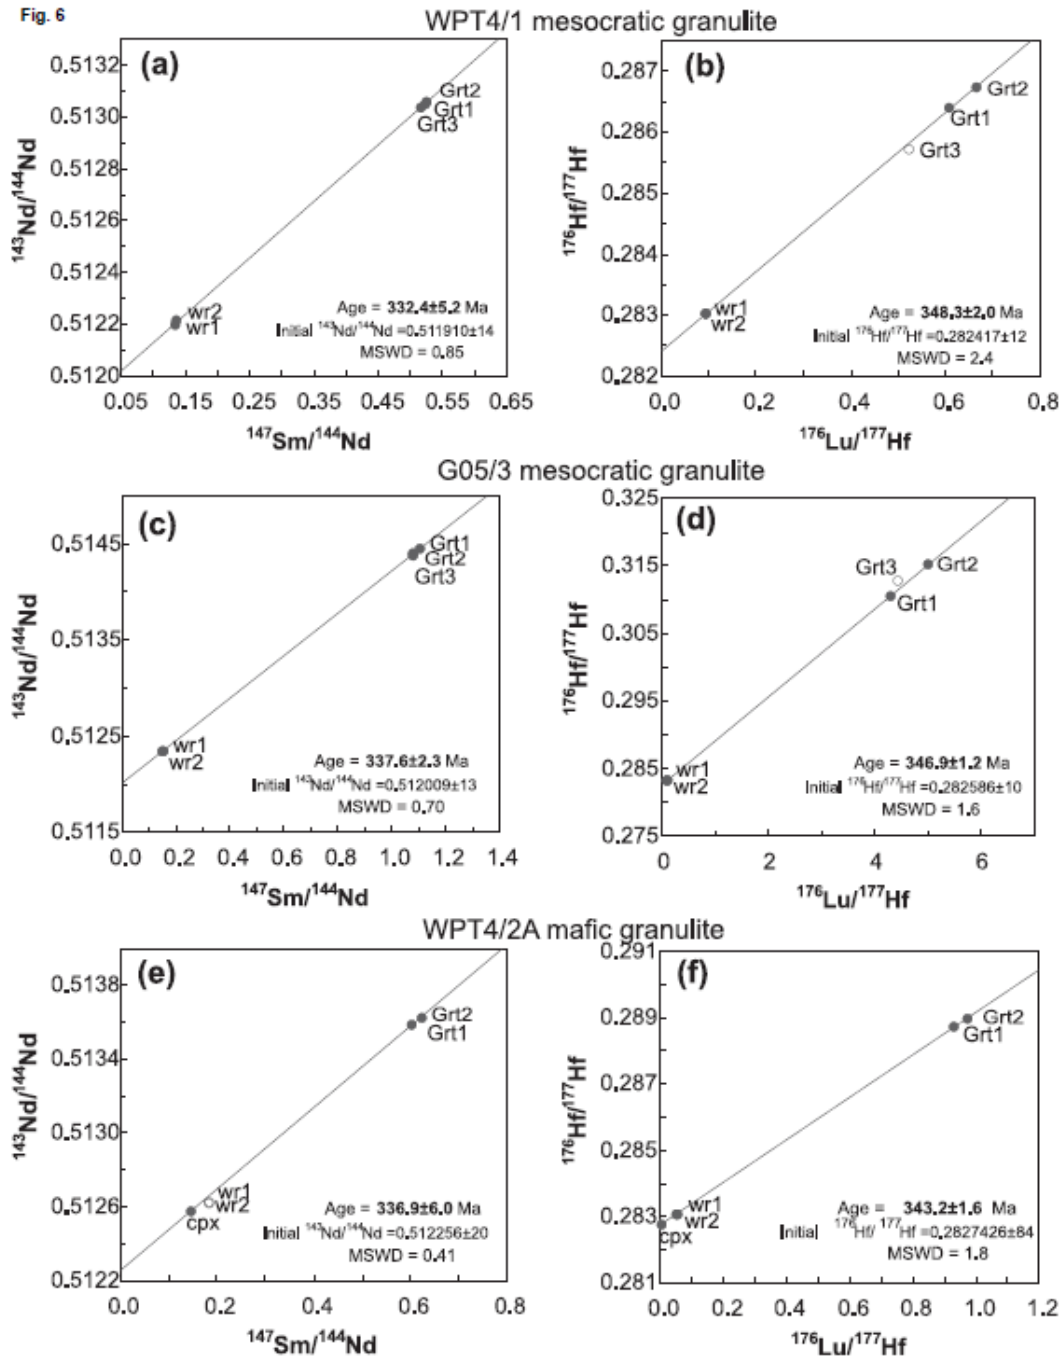 Fig. 6
WPT4/1 mesocratic granulite
(a)
0.5132
0.5130
0.5128
0.5126
0.5124
0.5122
0.5120
¹⁴³Nd/¹⁴⁴Nd
Grt2
Grt1
Grt3
wr2
wr1
Age = 332.4±5.2 Ma
Initial ¹⁴³Nd/¹⁴⁴Nd =0.511910±14
MSWD = 0.85
0.05 0.15 0.25 0.35 0.45 0.55 0.65
¹⁴⁷Sm/¹⁴⁴Nd
(b)
0.287
0.286
0.285
0.284
0.283
0.282
¹⁷⁶Hf/¹⁷⁷Hf
Grt2
Grt1
Grt3
wr1
wr2
Age = 348.3±2.0 Ma
Initial ¹⁷⁶Hf/¹⁷⁷Hf =0.282417±12
MSWD = 2.4
0.0 0.2 0.4 0.6 0.8
¹⁷⁶Lu/¹⁷⁷Hf
G05/3 mesocratic granulite
(c)
0.5145
0.5135
0.5125
0.5115
¹⁴³Nd/¹⁴⁴Nd
Grt1
Grt2
Grt3
wr1
wr2
Age = 337.6±2.3 Ma
Initial ¹⁴³Nd/¹⁴⁴Nd =0.512009±13
MSWD = 0.70
0.0 0.2 0.4 0.6 0.8 1.0 1.2 1.4
¹⁴⁷Sm/¹⁴⁴Nd
(d)
0.325
0.315
0.305
0.295
0.285
0.275
¹⁷⁶Hf/¹⁷⁷Hf
Grt3
Grt2
Grt1
wr1
wr2
Age = 346.9±1.2 Ma
Initial ¹⁷⁶Hf/¹⁷⁷Hf =0.282586±10
MSWD = 1.6
0 2 4 6
¹⁷⁶Lu/¹⁷⁷Hf
WPT4/2A mafic granulite
(e)
0.5138
0.5134
0.5130
0.5126
0.5122
¹⁴³Nd/¹⁴⁴Nd
Grt2
Grt1
wr1
wr2
cpx
Age = 336.9±6.0 Ma
Initial ¹⁴³Nd/¹⁴⁴Nd =0.512256±20
MSWD = 0.41
0.0 0.2 0.4 0.6 0.8
¹⁴⁷Sm/¹⁴⁴Nd
(f)
0.291
0.289
0.287
0.285
0.283
0.281
¹⁷⁶Hf/¹⁷⁷Hf
Grt2
Grt1
wr1
wr2
cpx
Age = 343.2±1.6 Ma
Initial ¹⁷⁶Hf/ ¹⁷⁷Hf =0.2827426±84
MSWD = 1.8
0.0 0.2 0.4 0.6 0.8 1.0 1.2
¹⁷⁶Lu/¹⁷⁷Hf